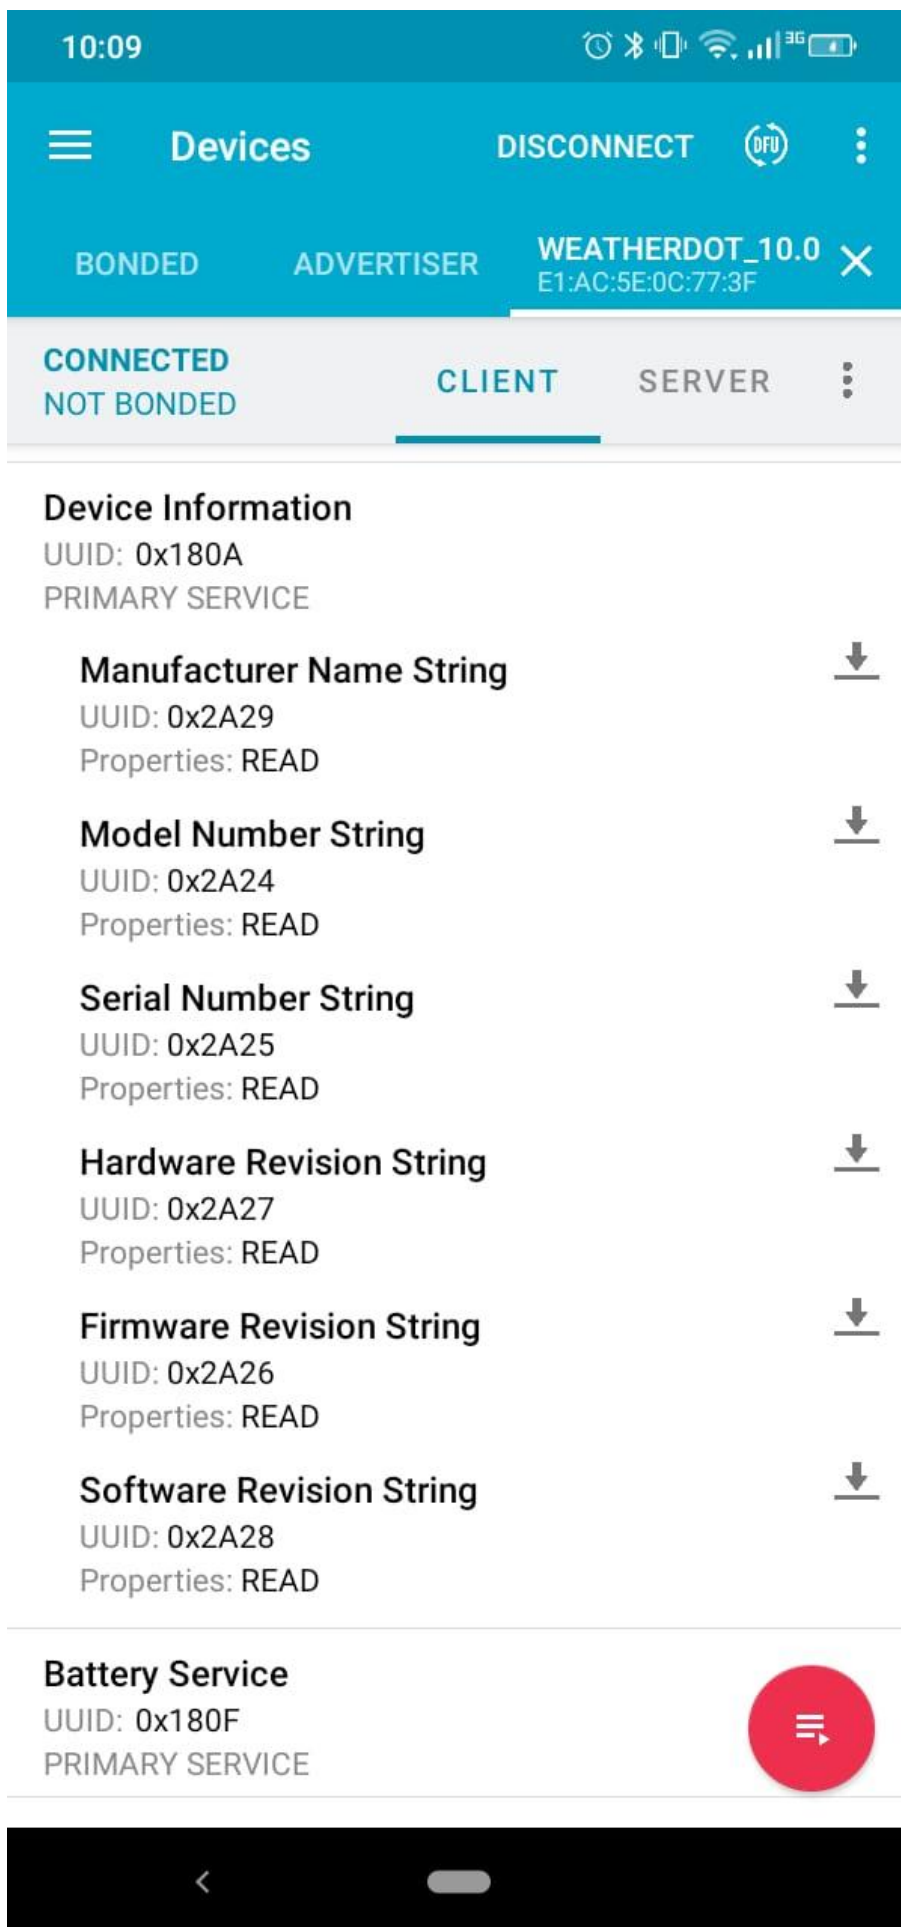 10:09
3G
Devices
DISCONNECT
DFU
BONDED
ADVERTISER
WEATHERDOT_10.0
E1:AC:5E:0C:77:3F
CONNECTED
NOT BONDED
CLIENT
SERVER
Device Information
UUID: 0x180A
PRIMARY SERVICE
Manufacturer Name String
UUID: 0x2A29
Properties: READ
Model Number String
UUID: 0x2A24
Properties: READ
Serial Number String
UUID: 0x2A25
Properties: READ
Hardware Revision String
UUID: 0x2A27
Properties: READ
Firmware Revision String
UUID: 0x2A26
Properties: READ
Software Revision String
UUID: 0x2A28
Properties: READ
Battery Service
UUID: 0x180F
PRIMARY SERVICE